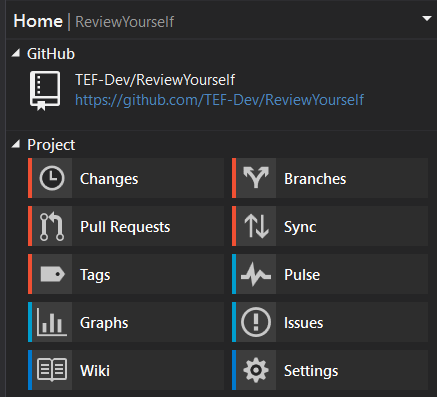 Home | ReviewYourself
GitHub
TEF-Dev/ReviewYourself
https://github.com/TEF-Dev/ReviewYourself
Project
Changes
Branches
Pull Requests
Sync
Tags
Pulse
Graphs
Issues
Wiki
Settings